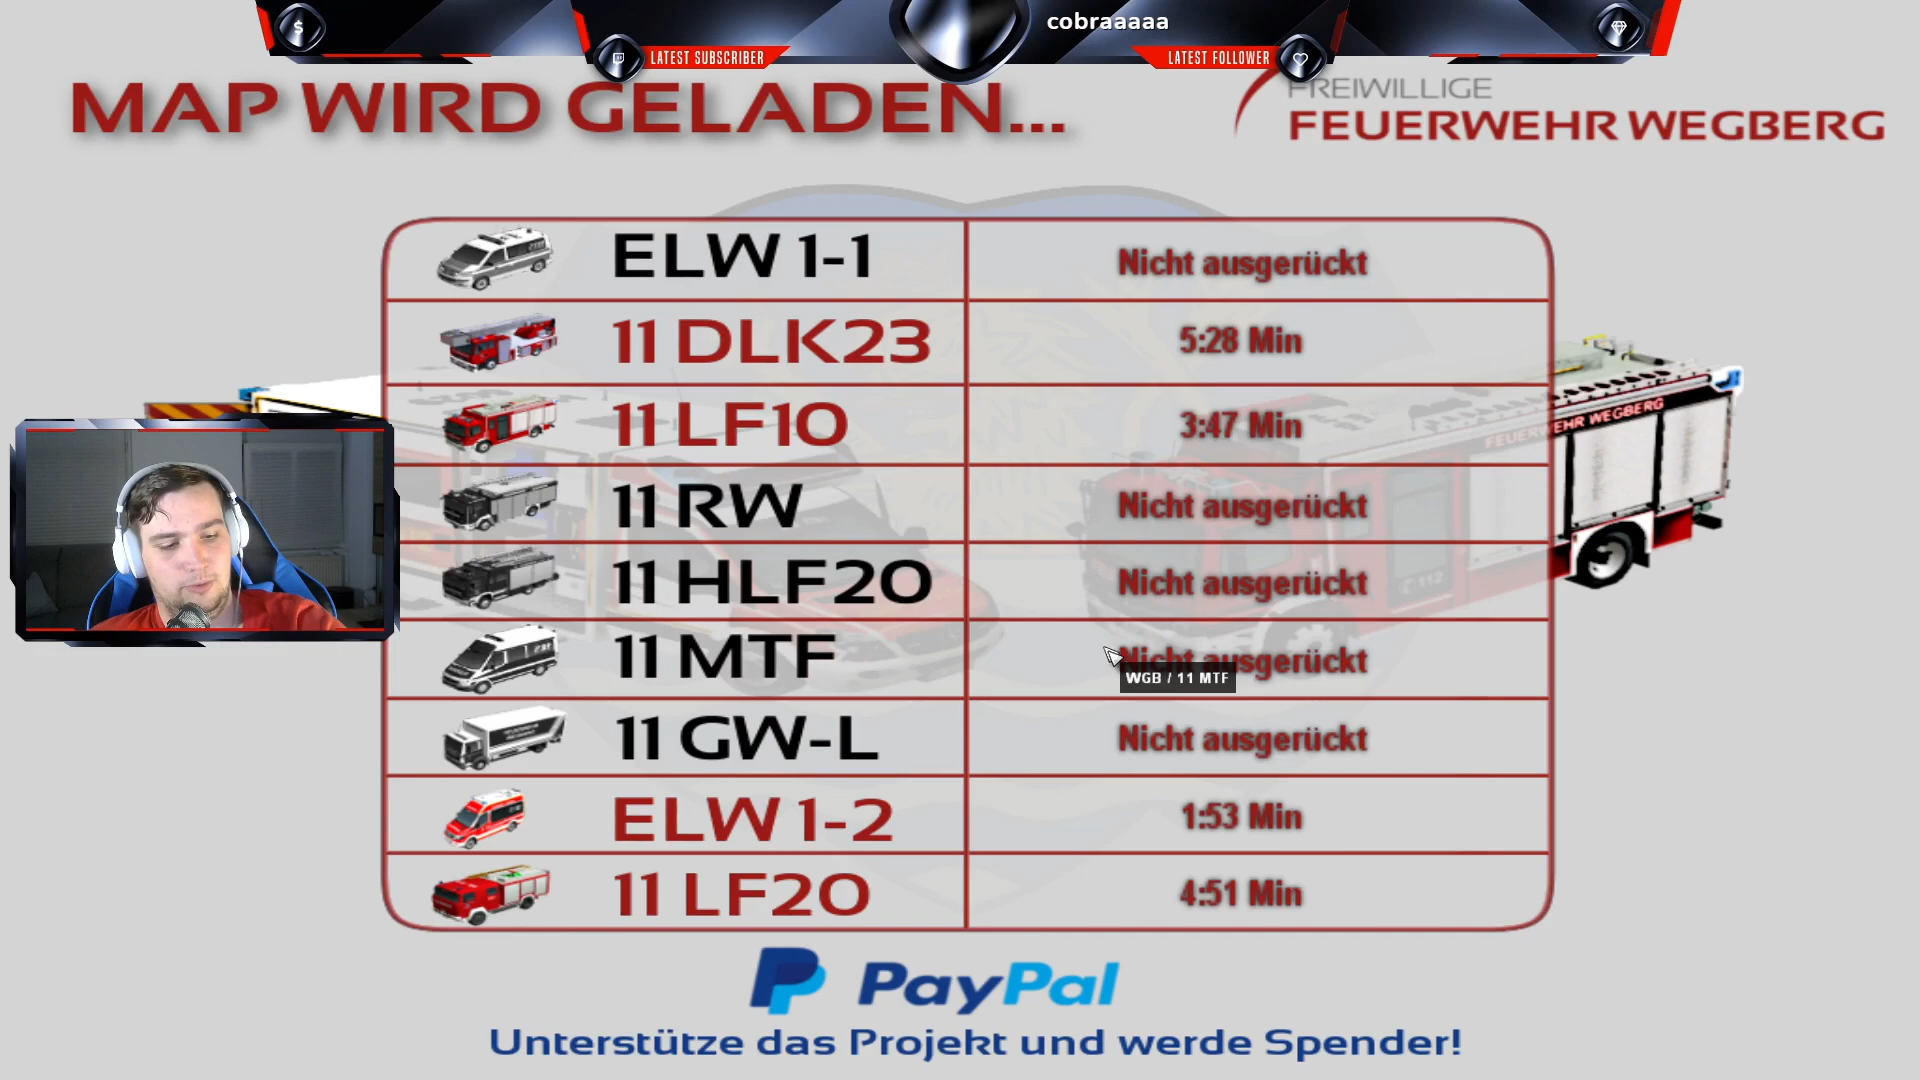 cobraaaaa
LATEST SUBSCRIBER
LATEST FOLLOWER
MAP WIRD GELADEN...
FREIWILLIGE
FEUERWEHR WEGBERG
ELW 1-1
Nicht ausgerückt
11 DLK23
5:28 Min
11 LF10
3:47 Min
FEUERWEHR WEGBERG
11 RW
Nicht ausgerückt
11 HLF20
Nicht ausgerückt
112
11 MTF
Nicht ausgerückt
WGB / 11 MTF
11 GW-L
Nicht ausgerückt
ELW 1-2
1:53 Min
11 LF20
4:51 Min
PayPal
Unterstütze das Projekt und werde Spender!